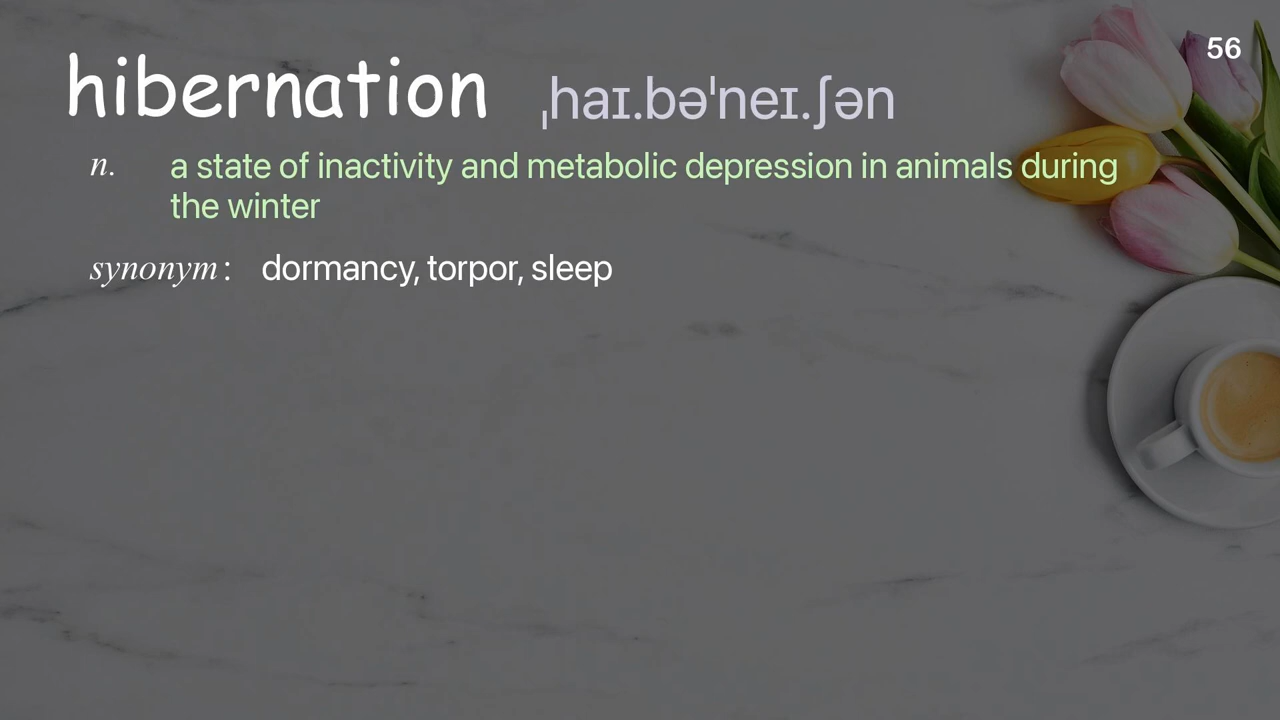 56
hibernation ˌhaɪ.bəˈneɪ.ʃən
n. a state of inactivity and metabolic depression in animals during
the winter
synonym: dormancy, torpor, sleep